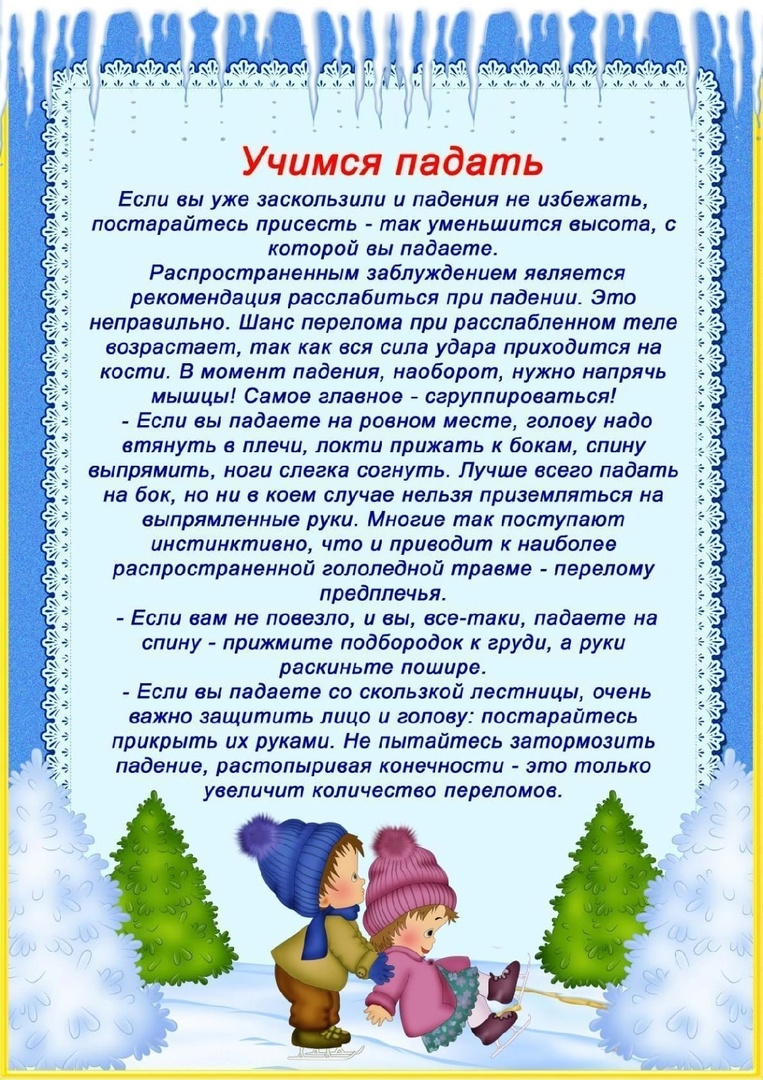 Учимся падать
Если вы уже заскользили и падения не избежать,
постарайтесь присесть - так уменьшится высота, с
которой вы падаете.
Распространенным заблуждением является
рекомендация расслабиться при падении. Это
неправильно. Шанс перелома при расслабленном теле
возрастает, так как вся сила удара приходится на
кости. В момент падения, наоборот, нужно напрячь
мышцы! Самое главное - сгруппироваться!
- Если вы падаете на ровном месте, голову надо
втянуть в плечи, локти прижать к бокам, спину
выпрямить, ноги слегка согнуть. Лучше всего падать
на бок, но ни в коем случае нельзя приземляться на
выпрямленные руки. Многие так поступают
инстинктивно, что и приводит к наиболее
распространенной гололедной травме - перелому
предплечья.
- Если вам не повезло, и вы, все-таки, падаете на
спину - прижмите подбородок к груди, а руки
раскиньте пошире.
- Если вы падаете со скользкой лестницы, очень
важно защитить лицо и голову: постарайтесь
прикрыть их руками. Не пытайтесь затормозить
падение, растопыривая конечности - это только
увеличит количество переломов.